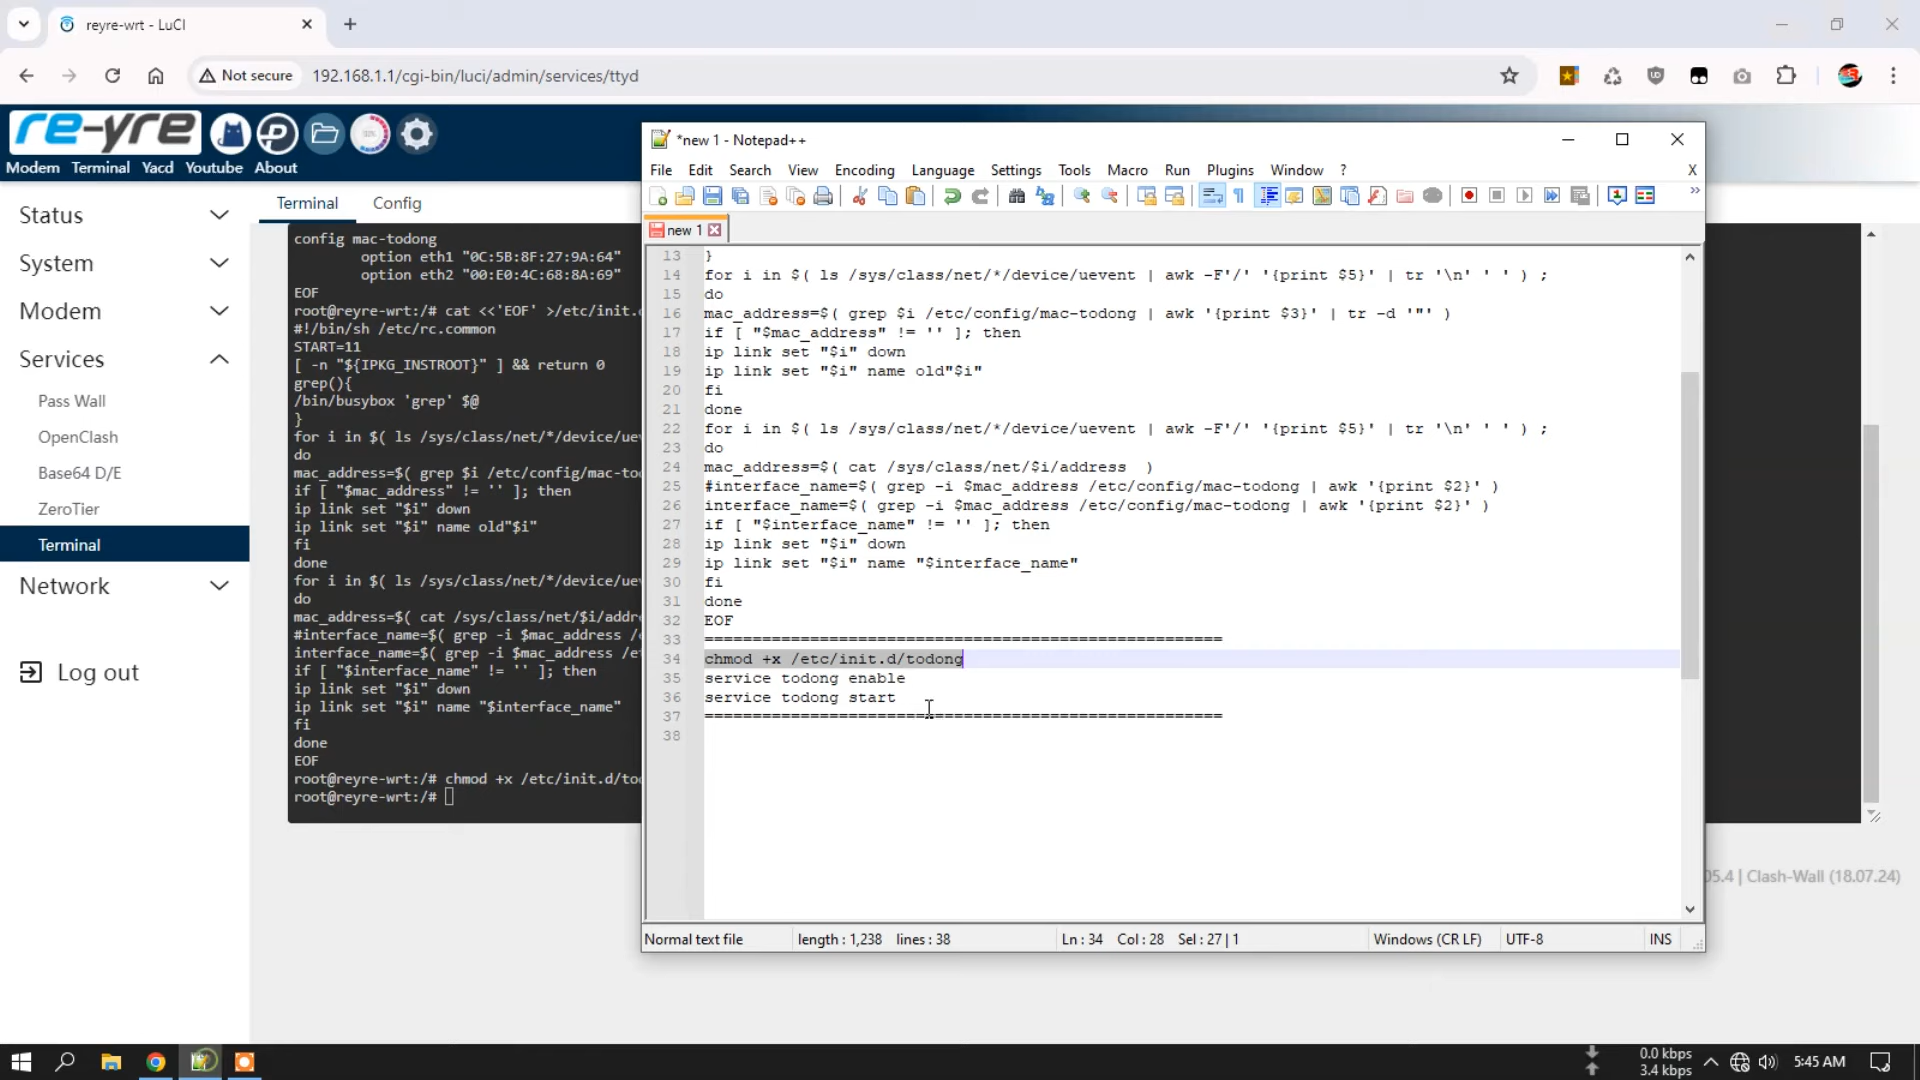 reyre-wrt - LuCI
Not secure
192.168.1.1/cgi-bin/luci/admin/services/ttyd
re-yre
Modem Terminal Yacd Youtube About
Status
System
Modem
Services
Pass Wall
OpenClash
Base64 D/E
ZeroTier
Terminal
Network
Log out
Terminal Config
config mac-todong
option eth1 "0C:5B:8F:27:9A:64"
option eth2 "00:E0:4C:68:8A:69"
EOF
root@reyre-wrt:/# cat <<'EOF' >/etc/init.
#!/bin/sh /etc/rc.common
START=11
[ -n "${IPKG_INSTROOT}" ] && return 0
grep(){
/bin/busybox 'grep' $@
}
for i in $( ls /sys/class/net/*/device/ue
do
mac_address=$( grep $i /etc/config/mac-to
if [ "$mac_address" != '' ]; then
ip link set "$i" down
ip link set "$i" name old"$i"
fi
done
for i in $( ls /sys/class/net/*/device/ue
do
mac_address=$( cat /sys/class/net/$i/addr
#interface_name=$( grep -i $mac_address /
interface_name=$( grep -i $mac_address /et
if [ "$interface_name" != '' ]; then
ip link set "$i" down
ip link set "$i" name "$interface_name"
fi
done
EOF
root@reyre-wrt:/# chmod +x /etc/init.d/to
root@reyre-wrt:/#
*new 1 - Notepad++
File Edit Search View Encoding Language Settings Tools Macro Run Plugins Window ? X
new 1
13 }
14 for i in $( ls /sys/class/net/*/device/uevent | awk -F'/' '{print $5}' | tr '\n' ' ' ) ;
15 do
16 mac_address=$( grep $i /etc/config/mac-todong | awk '{print $3}' | tr -d '"' )
17 if [ "$mac_address" != '' ]; then
18 ip link set "$i" down
19 ip link set "$i" name old"$i"
20 fi
21 done
22 for i in $( ls /sys/class/net/*/device/uevent | awk -F'/' '{print $5}' | tr '\n' ' ' ) ;
23 do
24 mac_address=$( cat /sys/class/net/$i/address  )
25 #interface_name=$( grep -i $mac_address /etc/config/mac-todong | awk '{print $2}' )
26 interface_name=$( grep -i $mac_address /etc/config/mac-todong | awk '{print $2}' )
27 if [ "$interface_name" != '' ]; then
28 ip link set "$i" down
29 ip link set "$i" name "$interface_name"
30 fi
31 done
32 EOF
33 ======================================================
34 chmod +x /etc/init.d/todong
35 service todong enable
36 service todong start
37 ======================================================
38
Normal text file length : 1,238 lines : 38 Ln : 34 Col : 28 Sel : 27 | 1 Windows (CR LF) UTF-8 INS
05.4 | Clash-Wall (18.07.24)
0.0 kbps
3.4 kbps
5:45 AM